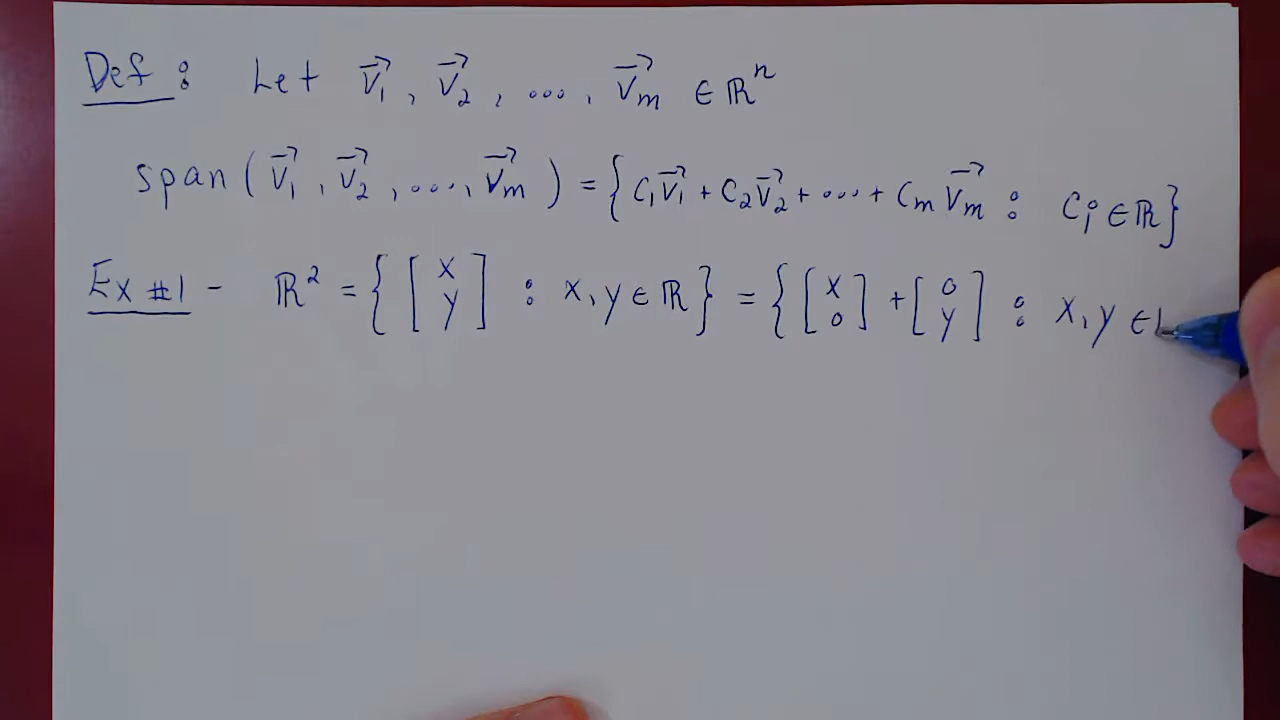 Def : Let v⃗₁, v⃗₂, ..., v⃗ₘ ∈ ℝⁿ
span(v⃗₁, v⃗₂, ..., v⃗ₘ) = {c₁v⃗₁ + c₂v⃗₂ + ... + cₘv⃗ₘ : cᵢ ∈ ℝ}
Ex #1 - ℝ² = {[x y] : x, y ∈ ℝ} = {[x 0] + [0 y] : x, y ∈